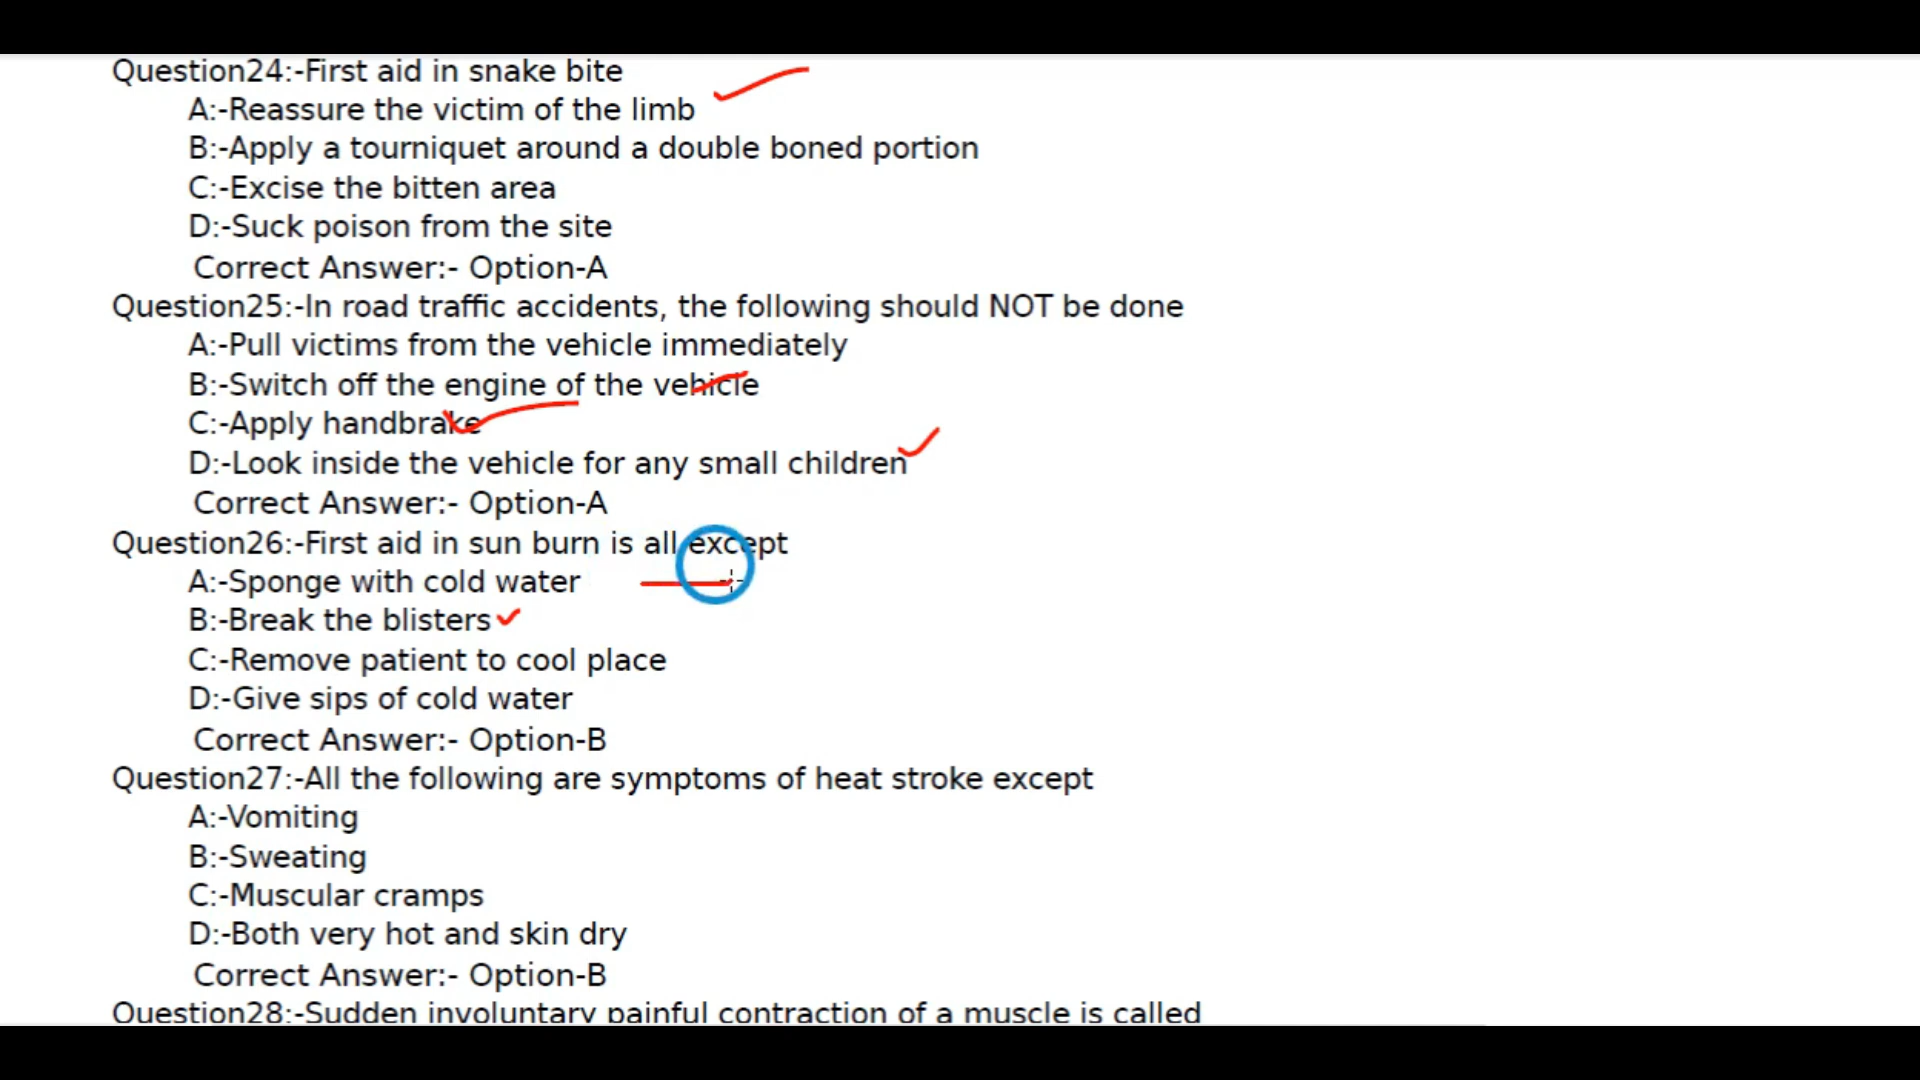 Question24:-First aid in snake bite
A:-Reassure the victim of the limb
B:-Apply a tourniquet around a double boned portion
C:-Excise the bitten area
D:-Suck poison from the site
Correct Answer:- Option-A
Question25:-In road traffic accidents, the following should NOT be done
A:-Pull victims from the vehicle immediately
B:-Switch off the engine of the vehicle
C:-Apply handbrake
D:-Look inside the vehicle for any small children
Correct Answer:- Option-A
Question26:-First aid in sun burn is all except
A:-Sponge with cold water
B:-Break the blisters
C:-Remove patient to cool place
D:-Give sips of cold water
Correct Answer:- Option-B
Question27:-All the following are symptoms of heat stroke except
A:-Vomiting
B:-Sweating
C:-Muscular cramps
D:-Both very hot and skin dry
Correct Answer:- Option-B
Question28:-Sudden involuntary painful contraction of a muscle is called